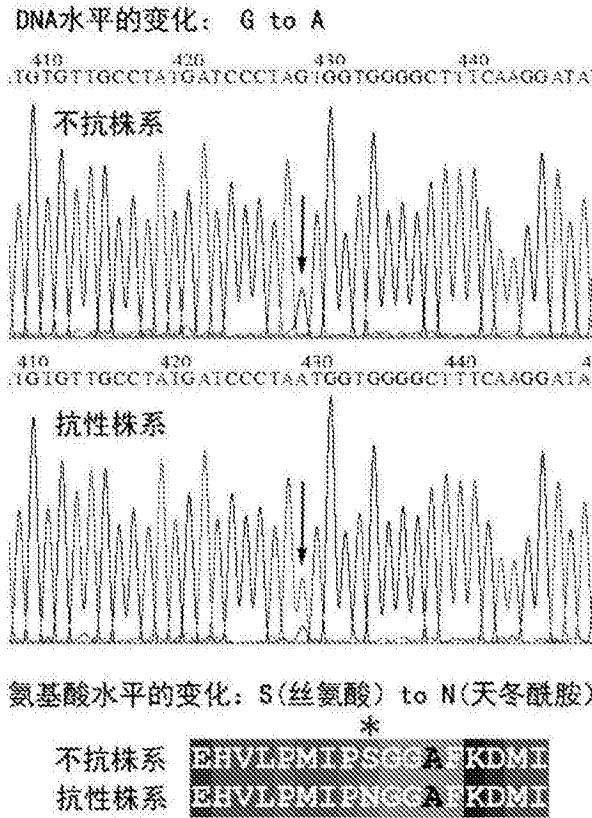 DNA水平的变化: G to A
410 420 430 440
.TGTGTTGCCTATGATCCCTAGTGGTGGGGCTTTCAAGGATA
不抗株系
410 420 430 440 4
.TGTGTTGCCTATGATCCCTAATGGTGGGGCTTTCAAGGATA
抗性株系
氨基酸水平的变化: S(丝氨酸) to N(天冬酰胺)
*
不抗株系 EHVLPMIPSGGAFKDMI
抗性株系 EHVLPMIPNGGAFKDMI